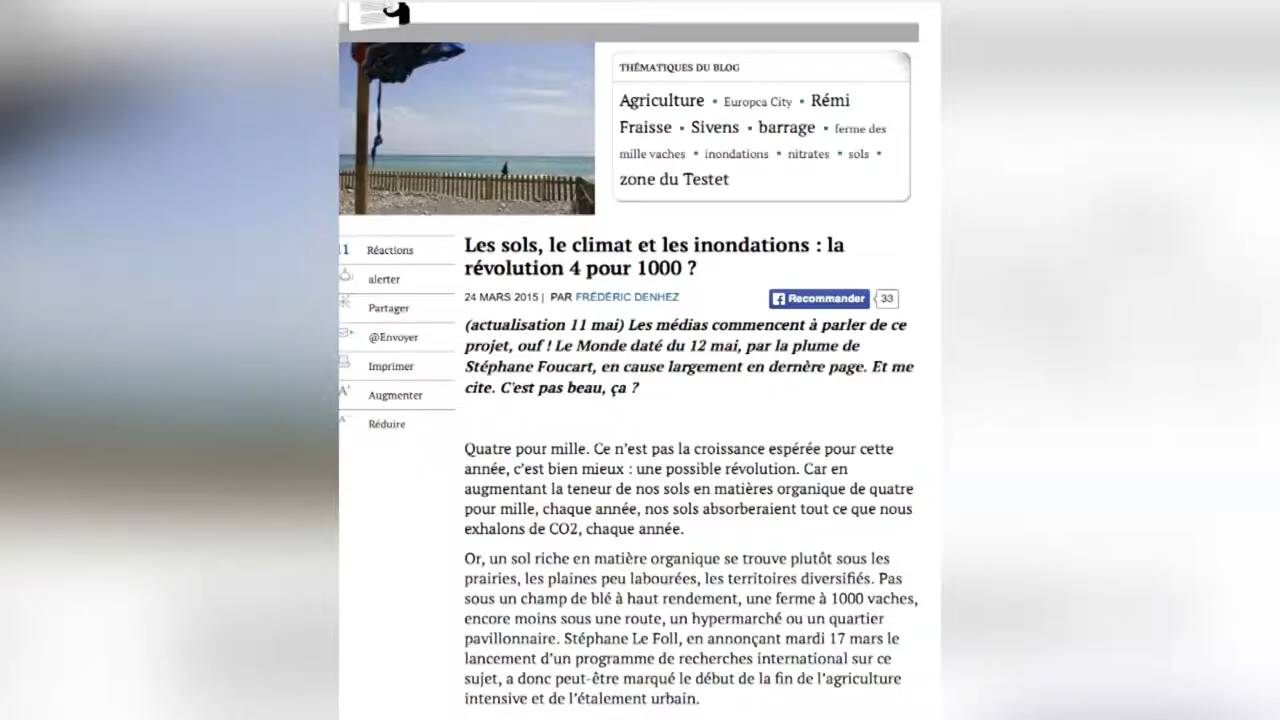 THÉMATIQUES DU BLOG
Agriculture • Europca City • Rémi
Fraisse • Sivens • barrage • ferme des
mille vaches • inondations • nitrates • sols •
zone du Testet
11 Réactions
alerter
Partager
@Envoyer
Imprimer
A+ Augmenter
A- Réduire
Les sols, le climat et les inondations : la
révolution 4 pour 1000 ?
24 MARS 2015 | PAR FRÉDÉRIC DENHEZ
Recommander 33
(actualisation 11 mai) Les médias commencent à parler de ce
projet, ouf ! Le Monde daté du 12 mai, par la plume de
Stéphane Foucart, en cause largement en dernère page. Et me
cite. C'est pas beau, ça ?
Quatre pour mille. Ce n’est pas la croissance espérée pour cette
année, c’est bien mieux : une possible révolution. Car en
augmentant la teneur de nos sols en matières organique de quatre
pour mille, chaque année, nos sols absorberaient tout ce que nous
exhalons de CO2, chaque année.
Or, un sol riche en matière organique se trouve plutôt sous les
prairies, les plaines peu labourées, les territoires diversifiés. Pas
sous un champ de blé à haut rendement, une ferme à 1000 vaches,
encore moins sous une route, un hypermarché ou un quartier
pavillonnaire. Stéphane Le Foll, en annonçant mardi 17 mars le
lancement d’un programme de recherches international sur ce
sujet, a donc peut-être marqué le début de la fin de l’agriculture
intensive et de l’étalement urbain.